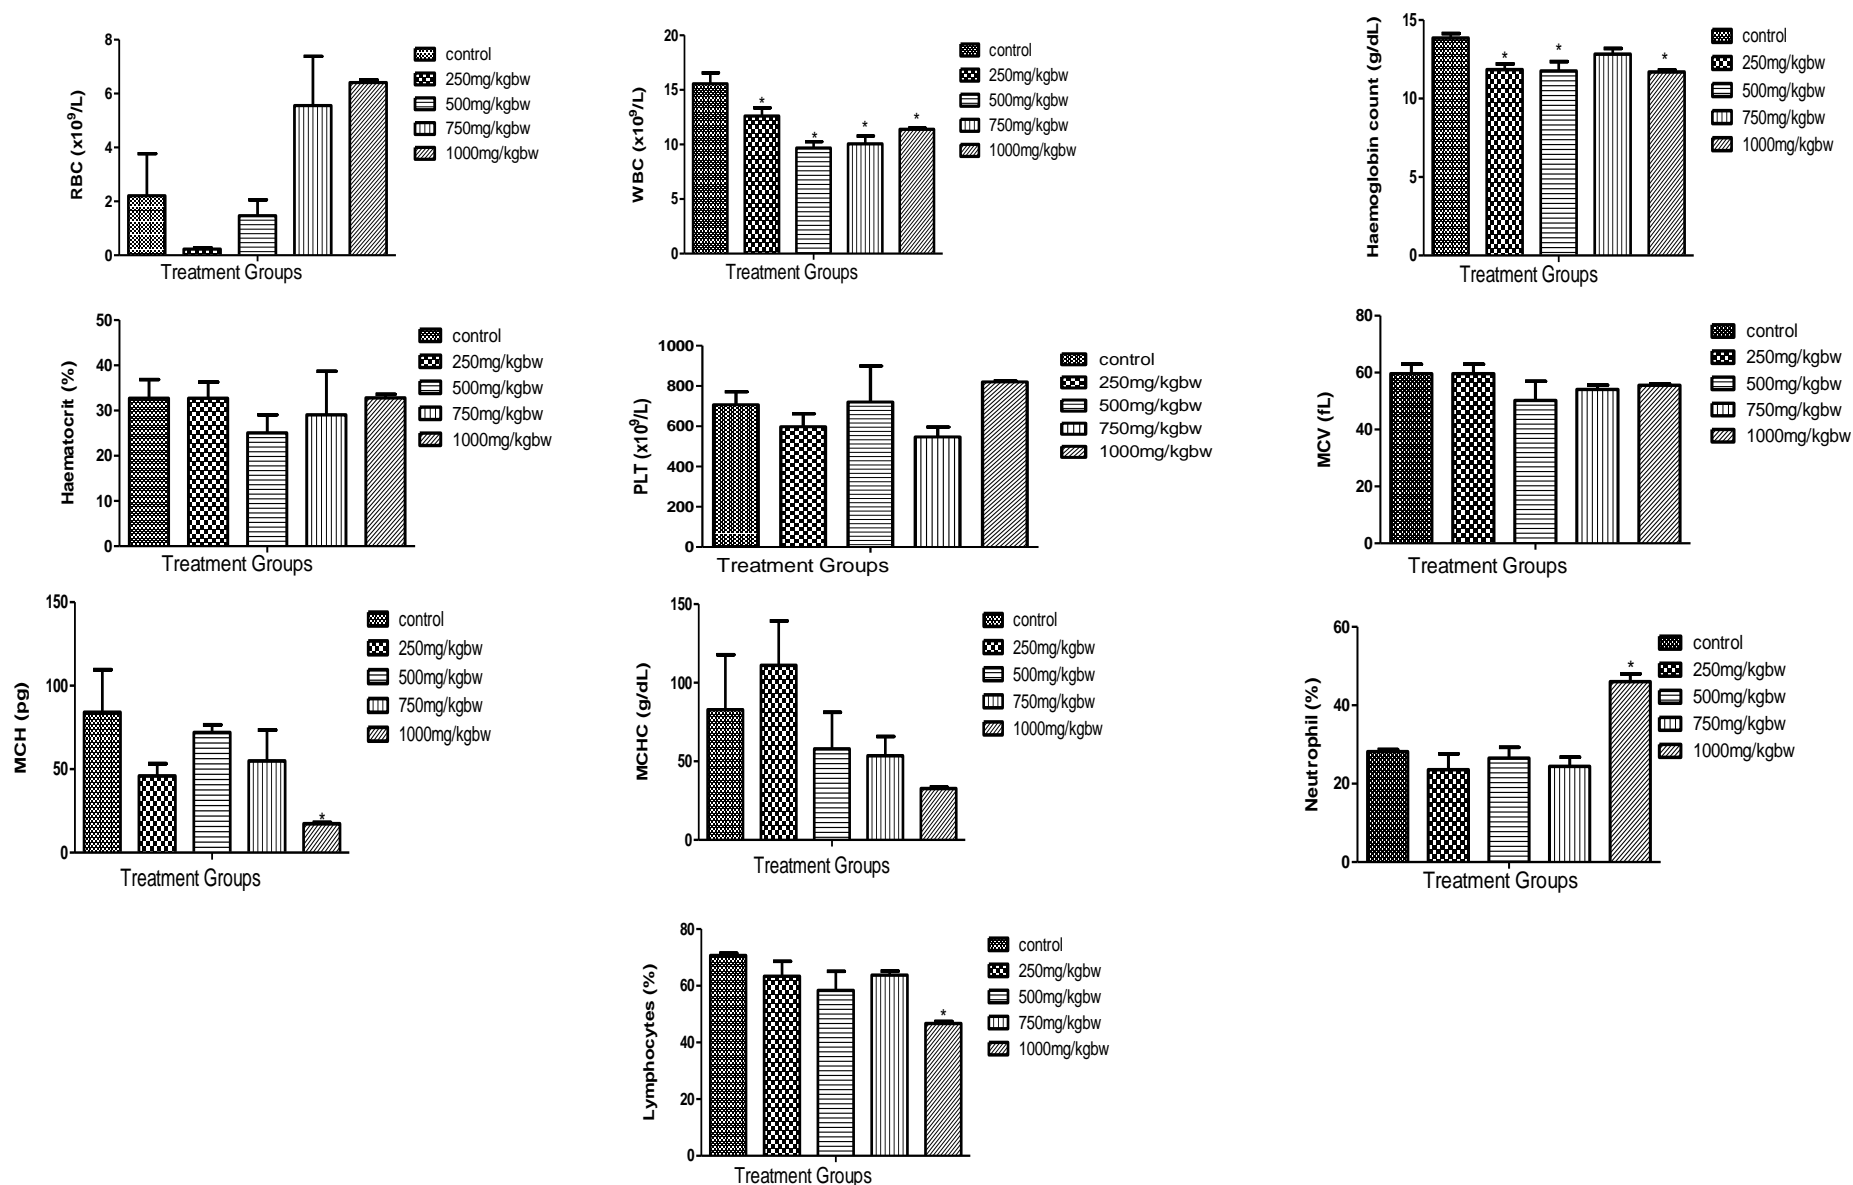 RBC (x10⁹/L)
8
6
4
2
0
Treatment Groups
control
250mg/kgbw
500mg/kgbw
750mg/kgbw
1000mg/kgbw
WBC (x10⁹/L)
20
15
10
5
0
*
*
*
*
Treatment Groups
control
250mg/kgbw
500mg/kgbw
750mg/kgbw
1000mg/kgbw
Haemoglobin count (g/dL)
15
10
5
0
*
*
*
Treatment Groups
control
250mg/kgbw
500mg/kgbw
750mg/kgbw
1000mg/kgbw
Haematocrit (%)
50
40
30
20
10
0
Treatment Groups
control
250mg/kgbw
500mg/kgbw
750mg/kgbw
1000mg/kgbw
PLT (x10⁹/L)
1000
800
600
400
200
0
Treatment Groups
control
250mg/kgbw
500mg/kgbw
750mg/kgbw
1000mg/kgbw
MCV (fL)
80
60
40
20
0
Treatment Groups
control
250mg/kgbw
500mg/kgbw
750mg/kgbw
1000mg/kgbw
MCH (pg)
150
100
50
0
*
Treatment Groups
control
250mg/kgbw
500mg/kgbw
750mg/kgbw
1000mg/kgbw
MCHC (g/dL)
150
100
50
0
Treatment Groups
control
250mg/kgbw
500mg/kgbw
750mg/kgbw
1000mg/kgbw
Neutrophil (%)
60
40
20
0
*
Treatment Groups
control
250mg/kgbw
500mg/kgbw
750mg/kgbw
1000mg/kgbw
Lymphocytes (%)
80
60
40
20
0
*
Treatment Groups
control
250mg/kgbw
500mg/kgbw
750mg/kgbw
1000mg/kgbw